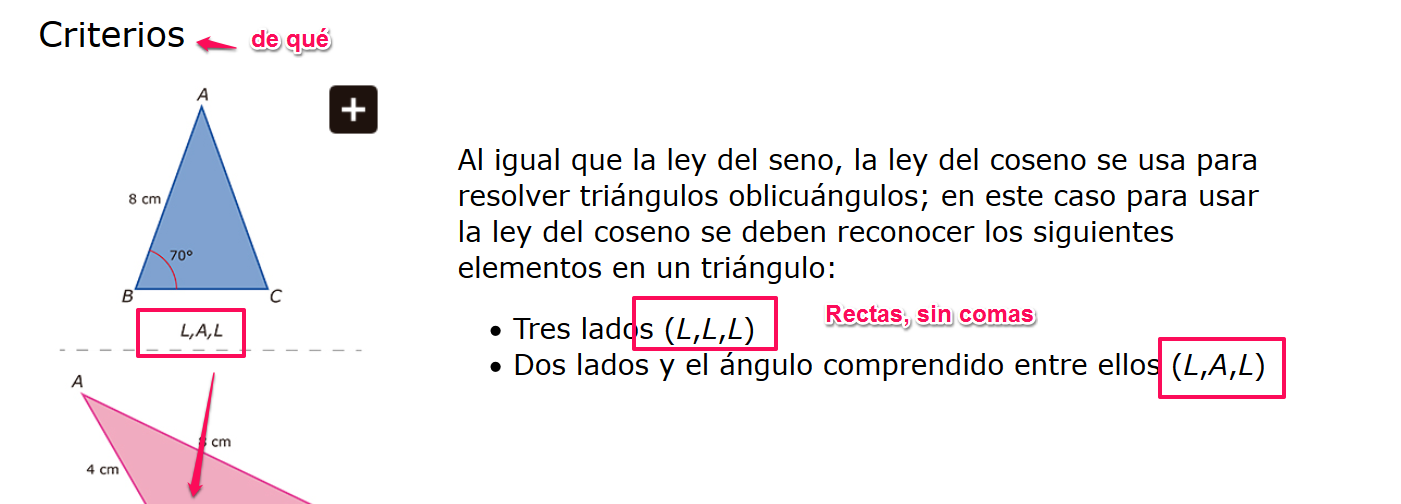 Criterios
de qué
A
+
8 cm
70°
B
C
L,A,L
A
4 cm
cm
Al igual que la ley del seno, la ley del coseno se usa para
resolver triángulos oblicuángulos; en este caso para usar
la ley del coseno se deben reconocer los siguientes
elementos en un triángulo:
• Tres lados (L,L,L)
Rectas, sin comas
• Dos lados y el ángulo comprendido entre ellos (L,A,L)